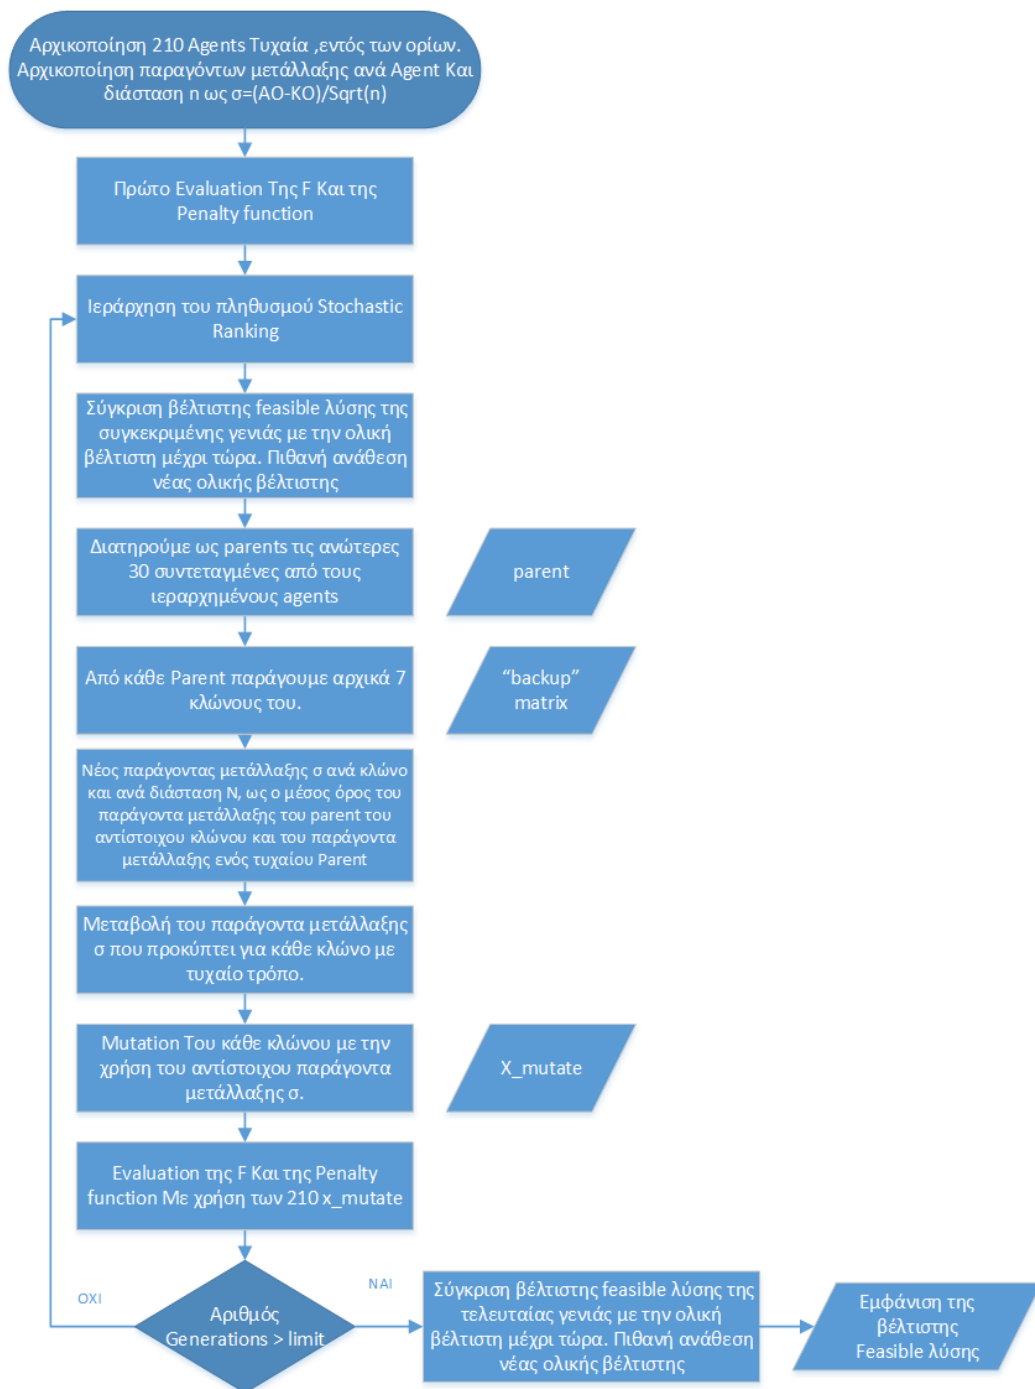 Αρχικοποίηση 210 Agents Τυχαία ,εντός των ορίων.
Αρχικοποίηση παραγόντων μετάλλαξης ανά Agent Και
διάσταση n ως σ=(ΑΟ-ΚΟ)/Sqrt(n)
Πρώτο Evaluation Της F Και της
Penalty function
Ιεράρχηση του πληθυσμού Stochastic
Ranking
Σύγκριση βέλτιστης feasible λύσης της
συγκεκριμένης γενιάς με την ολική
βέλτιστη μέχρι τώρα. Πιθανή ανάθεση
νέας ολικής βέλτιστης
Διατηρούμε ως parents τις ανώτερες
30 συντεταγμένες από τους
ιεραρχημένους agents
parent
Από κάθε Parent παράγουμε αρχικά 7
κλώνους του.
“backup”
matrix
Νέος παράγοντας μετάλλαξης σ ανά κλώνο
και ανά διάσταση Ν, ως ο μέσος όρος του
παράγοντα μετάλλαξης του parent του
αντίστοιχου κλώνου και του παράγοντα
μετάλλαξης ενός τυχαίου Parent
Μεταβολή του παράγοντα μετάλλαξης
σ που προκύπτει για κάθε κλώνο με
τυχαίο τρόπο.
Mutation Του κάθε κλώνου με την
χρήση του αντίστοιχου παράγοντα
μετάλλαξης σ.
X_mutate
Evaluation της F Και της Penalty
function Με χρήση των 210 x_mutate
ΟΧΙ
Αριθμός
Generations > limit
ΝΑΙ
Σύγκριση βέλτιστης feasible λύσης της
τελευταίας γενιάς με την ολική
βέλτιστη μέχρι τώρα. Πιθανή ανάθεση
νέας ολικής βέλτιστης
Εμφάνιση της
βέλτιστης
Feasible λύσης